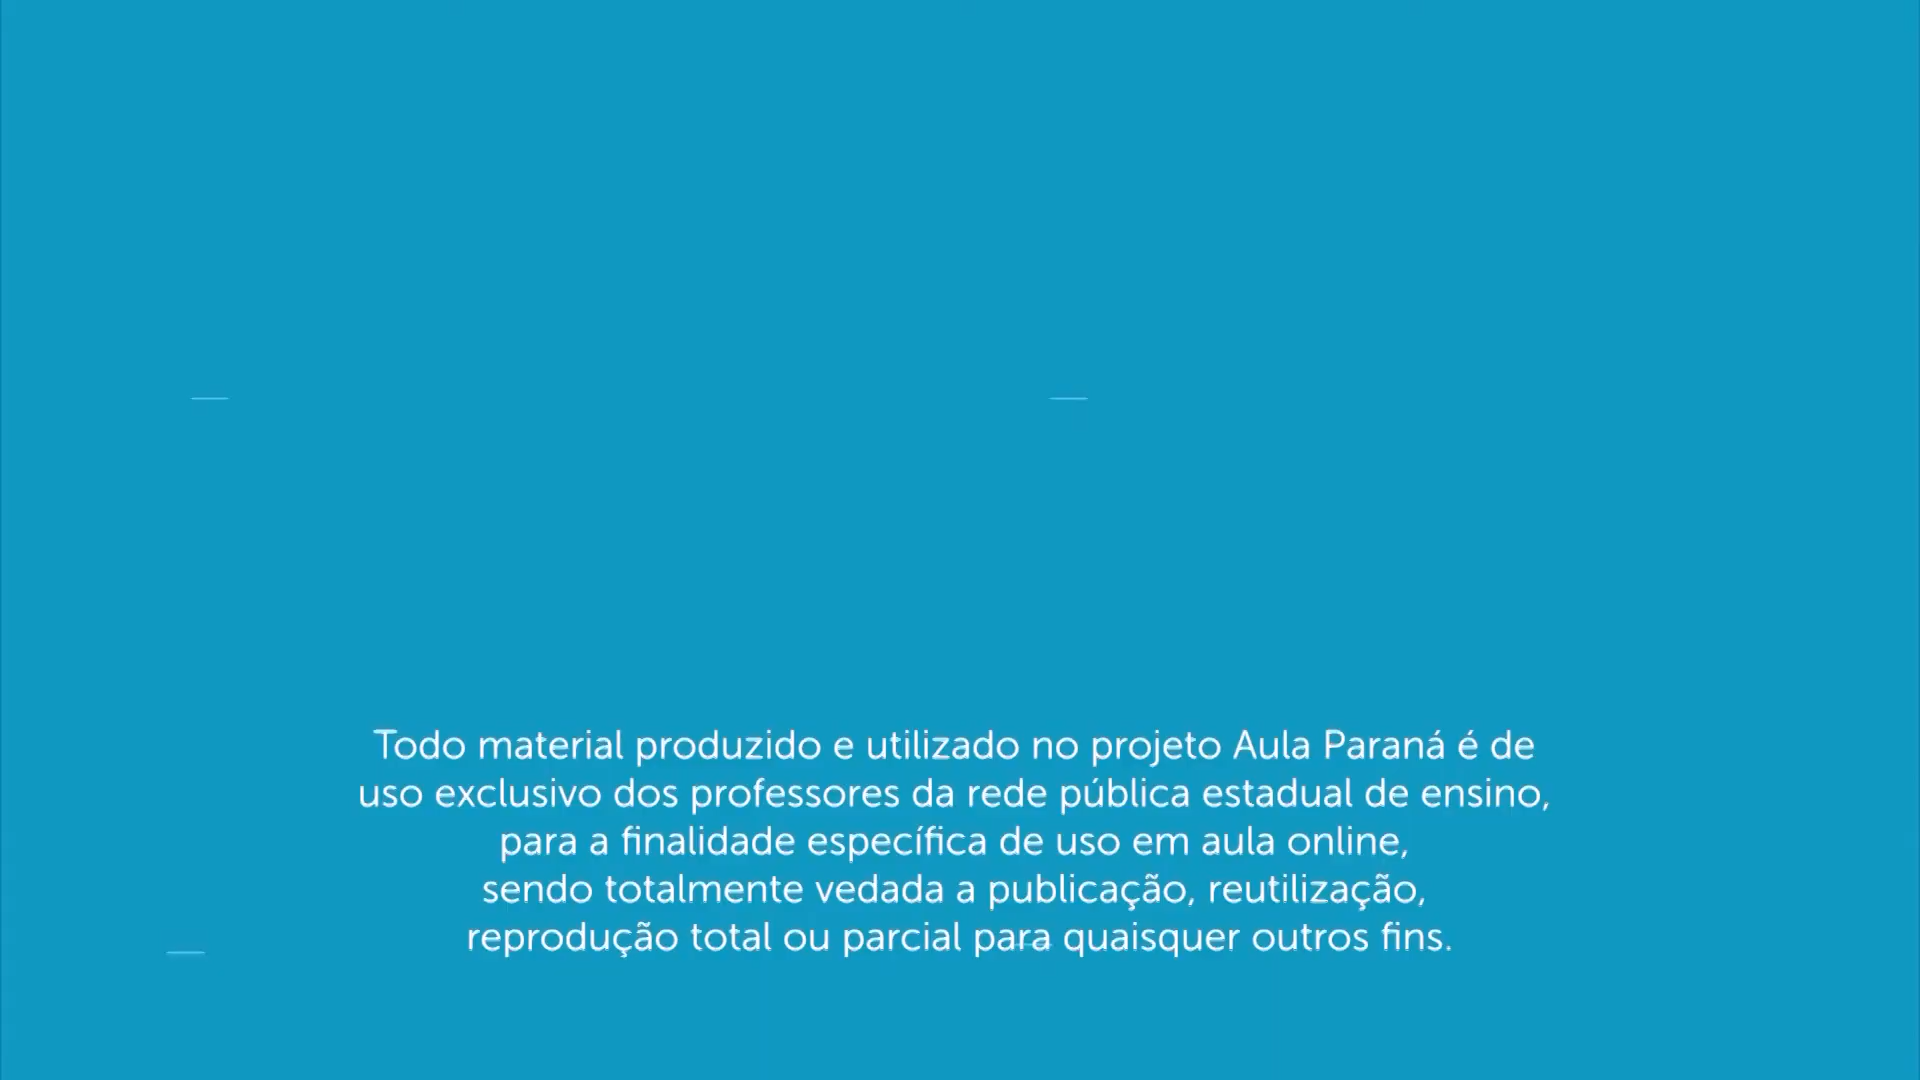 Todo material produzido e utilizado no projeto Aula Paraná é de
uso exclusivo dos professores da rede pública estadual de ensino,
para a finalidade específica de uso em aula online,
sendo totalmente vedada a publicação, reutilização,
reprodução total ou parcial para quaisquer outros fins.